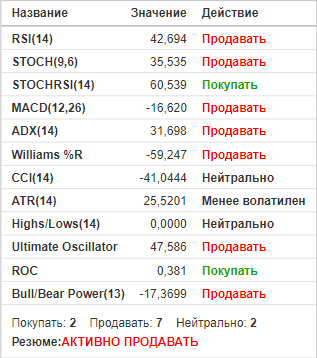 Название Значение Действие
RSI(14) 42,694 Продавать
STOCH(9,6) 35,535 Продавать
STOCHRSI(14) 60,539 Покупать
MACD(12,26) -16,620 Продавать
ADX(14) 31,698 Продавать
Williams %R -59,247 Продавать
CCI(14) -41,0444 Нейтрально
ATR(14) 25,5201 Менее волатилен
Highs/Lows(14) 0,0000 Нейтрально
Ultimate Oscillator 47,586 Продавать
ROC 0,381 Покупать
Bull/Bear Power(13) -17,3699 Продавать
Покупать: 2 Продавать: 7 Нейтрально: 2
Резюме:АКТИВНО ПРОДАВАТЬ